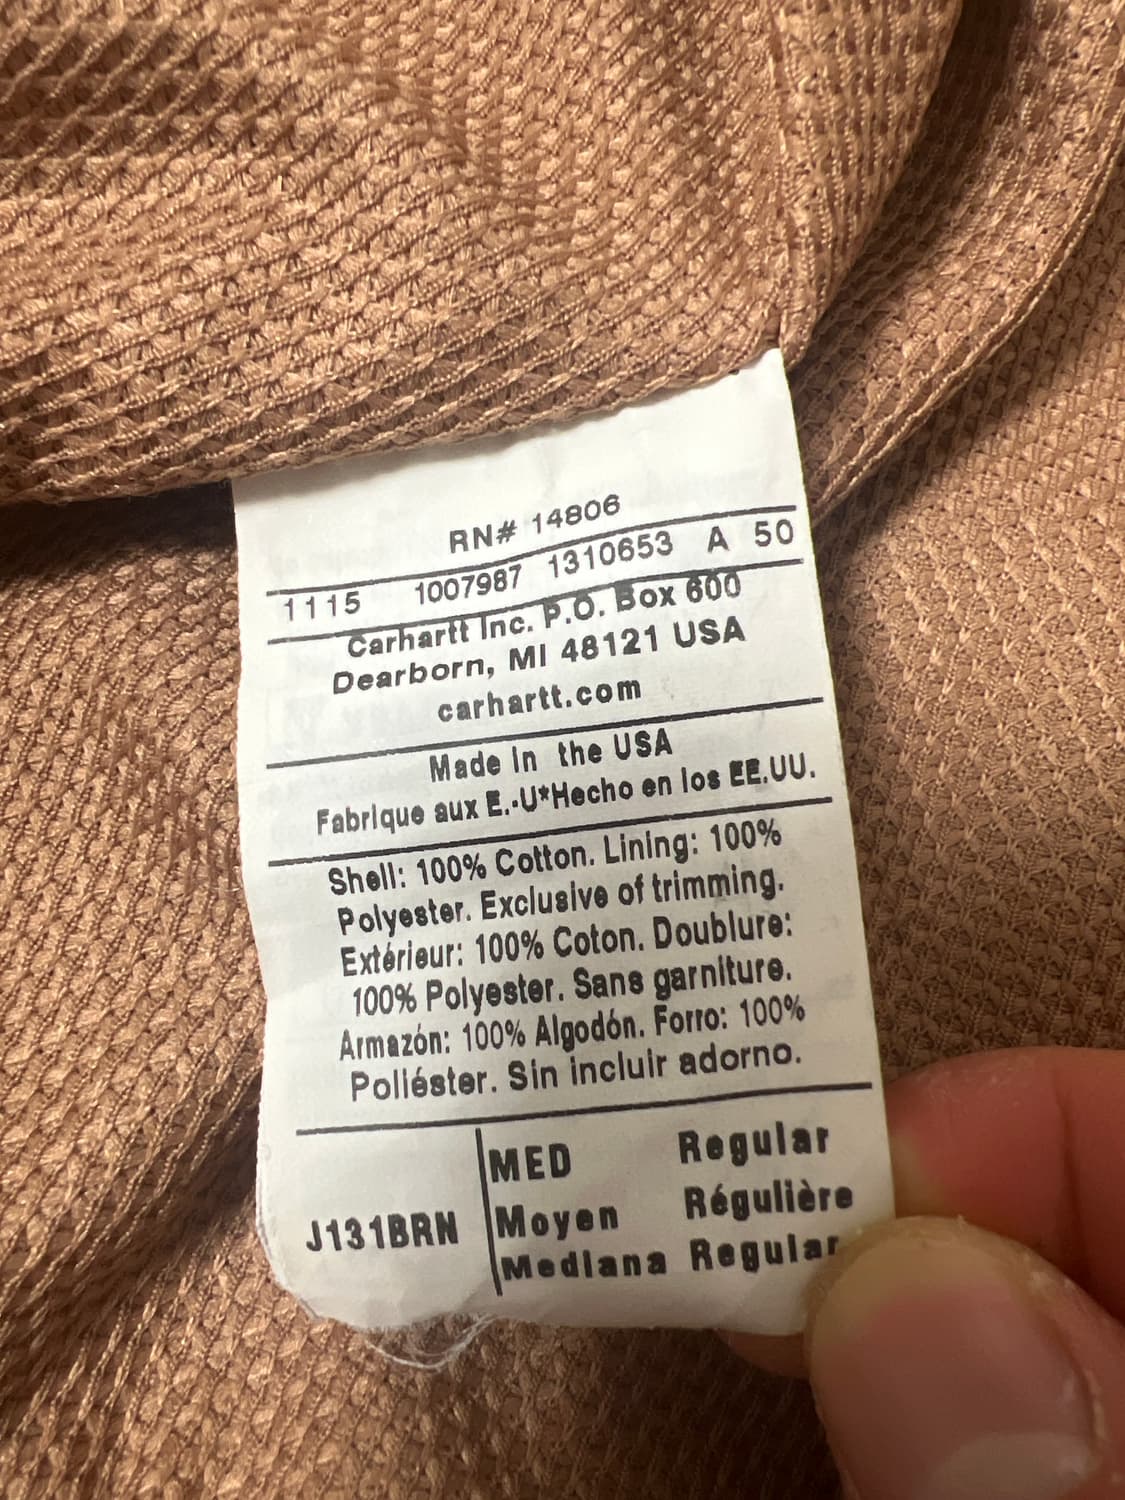 RN# 14806
1115 1007987 1310653 A 50
Carhartt Inc. P.O. Box 600
Dearborn, MI 48121 USA
carhartt.com
Made in the USA
Fabrique aux E.-U*Hecho en los EE.UU.
Shell: 100% Cotton. Lining: 100%
Polyester. Exclusive of trimming.
Extérieur: 100% Coton. Doublure:
100% Polyester. Sans garniture.
Armazón: 100% Algodón. Forro: 100%
Poliéster. Sin incluir adorno.
MED Regular
J131BRN Moyen Régulière
Mediana Regular